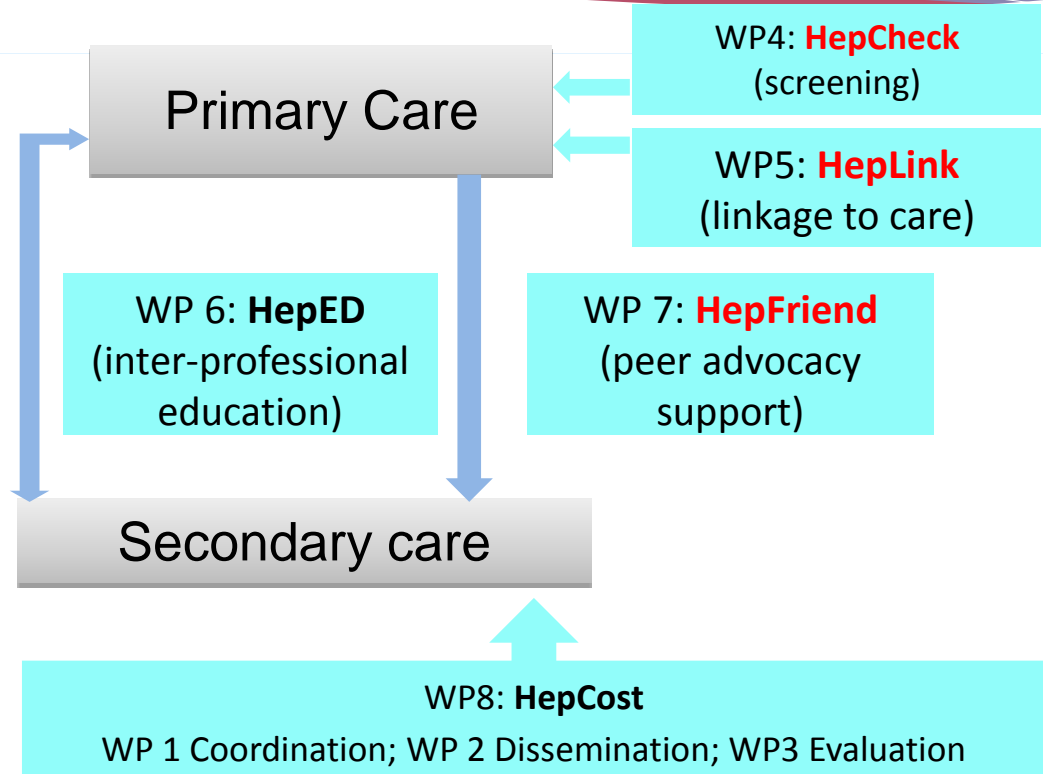 WP4: HepCheck
(screening)
Primary Care
WP5: HepLink
(linkage to care)
WP 6: HepED
(inter-professional
education)
WP 7: HepFriend
(peer advocacy
support)
Secondary care
WP8: HepCost
WP 1 Coordination; WP 2 Dissemination; WP3 Evaluation